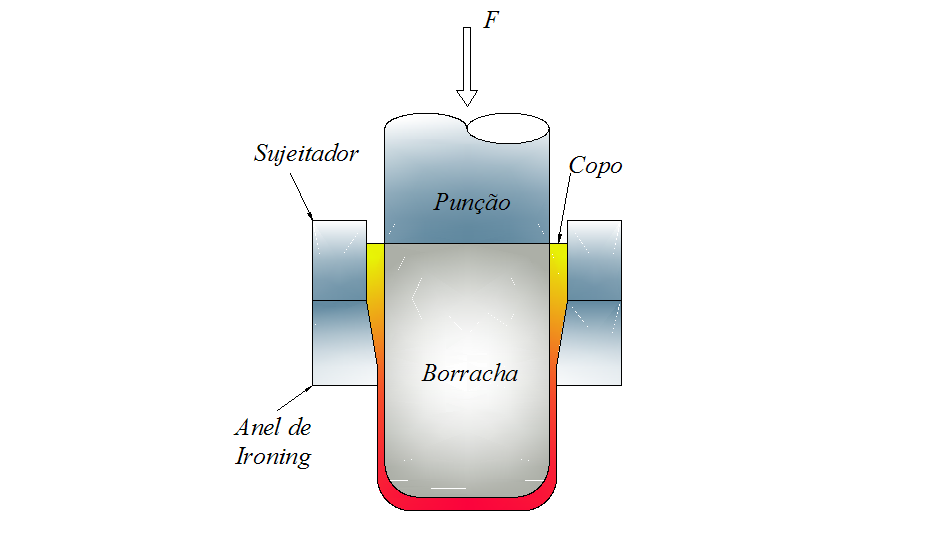 F
Sujeitador
Copo
Punção
Borracha
Anel de
Ironing